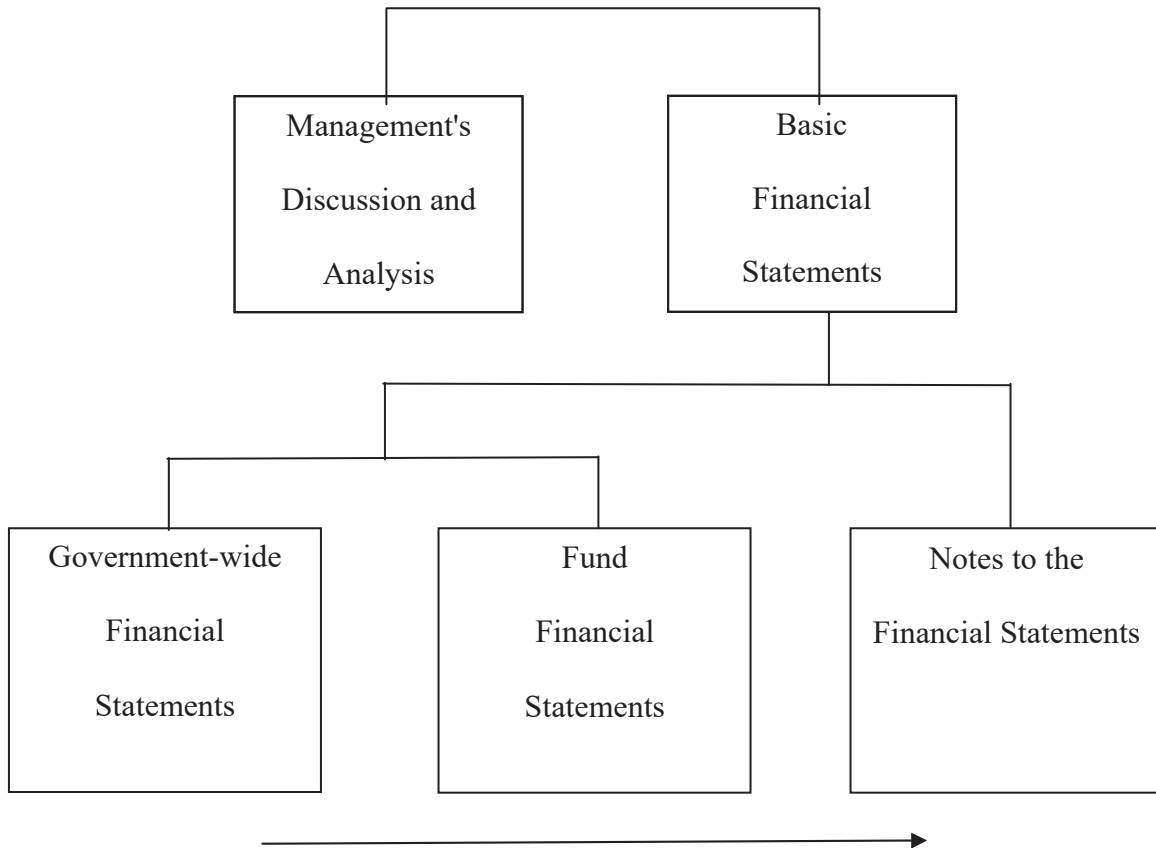 Management's
Discussion and
Analysis
Basic
Financial
Statements
Government-wide
Financial
Statements
Fund
Financial
Statements
Notes to the
Financial Statements